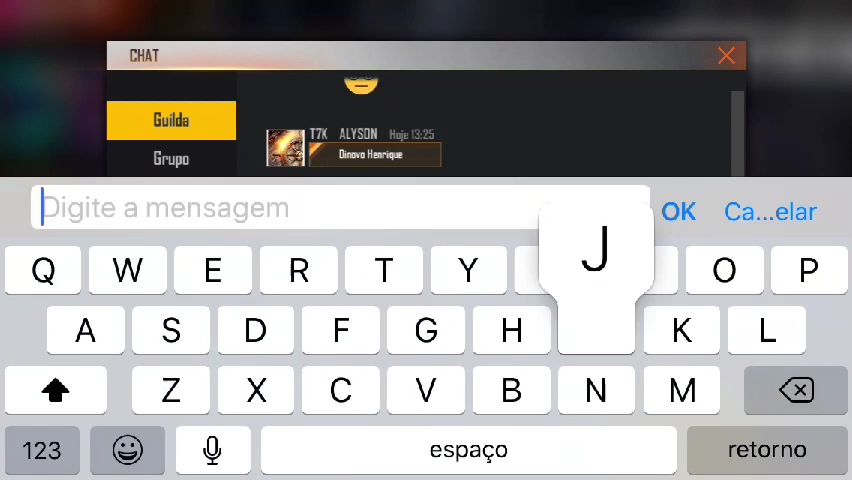 CHAT
Guilda
T7K ALYSON Hoje 13:25
Dinovo Henrique
Grupo
Digite a mensagem
OK
Ca...elar
J
Q W E R T Y O P
A S D F G H K L
Z X C V B N M
123
espaço
retorno